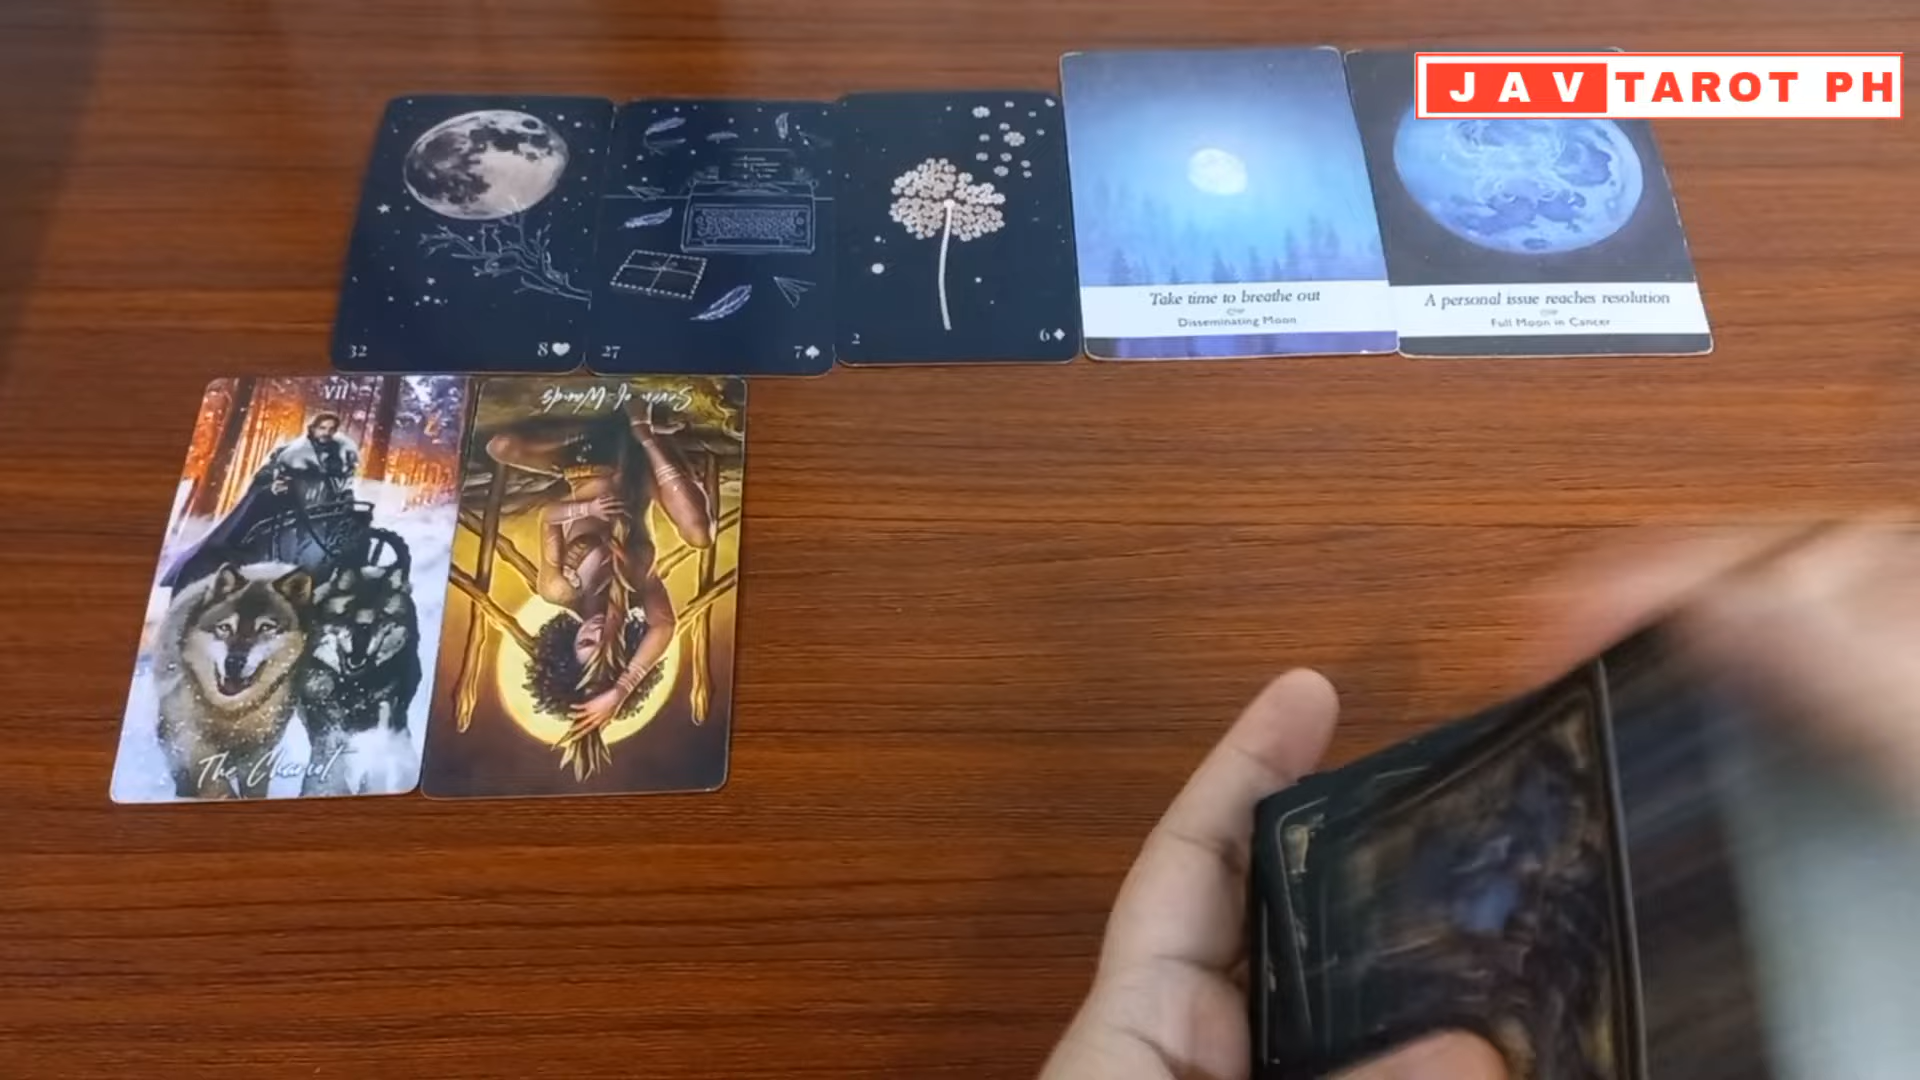 JAV TAROT PH
32
8
27
7
2
6
Take time to breathe out
Disseminating Moon
A personal issue reaches resolution
Full Moon in Cancer
VII
The Chariot
Seven of Wands